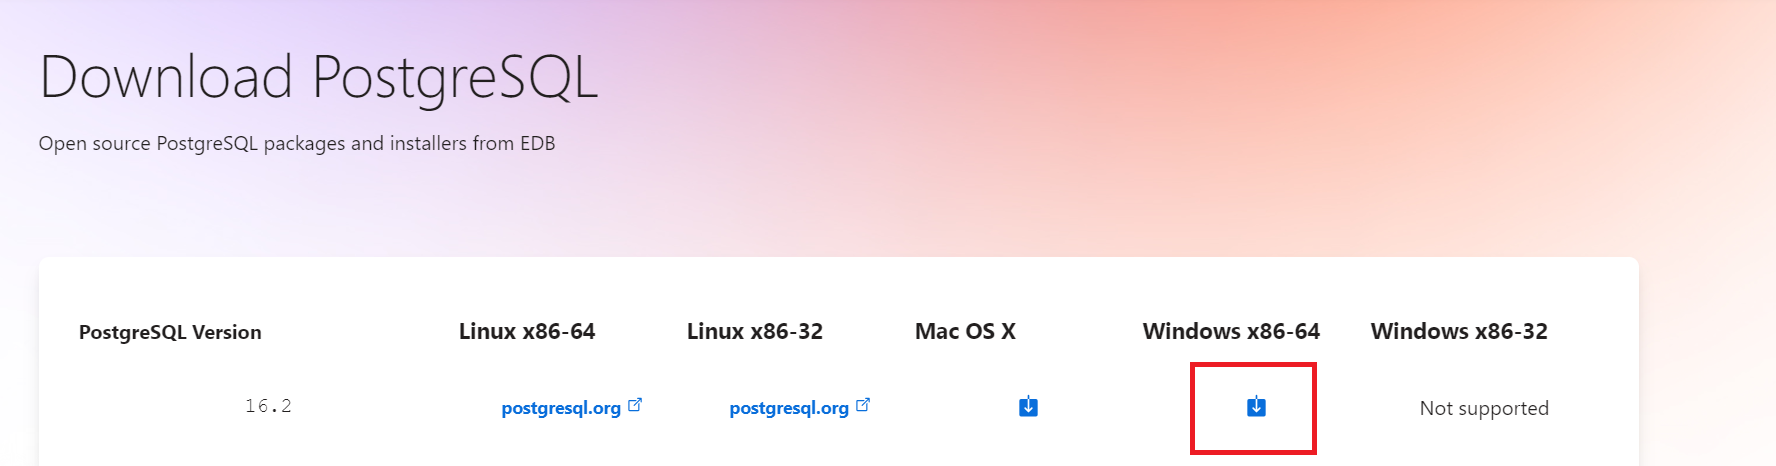 Download PostgreSQL
Open source PostgreSQL packages and installers from EDB
PostgreSQL Version Linux x86-64 Linux x86-32 Mac OS X Windows x86-64 Windows x86-32
16.2 postgresql.org postgresql.org Not supported